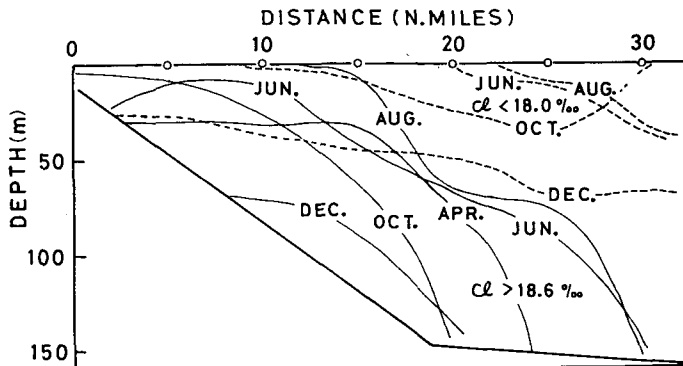 DISTANCE (N.MILES)
0 10 20 30
JUN. AUG.
JUN. cl < 18.0 ‰
AUG. OCT.
50
DEPTH (m)
DEC.
DEC. OCT. APR. JUN.
100
cl > 18.6 ‰
150